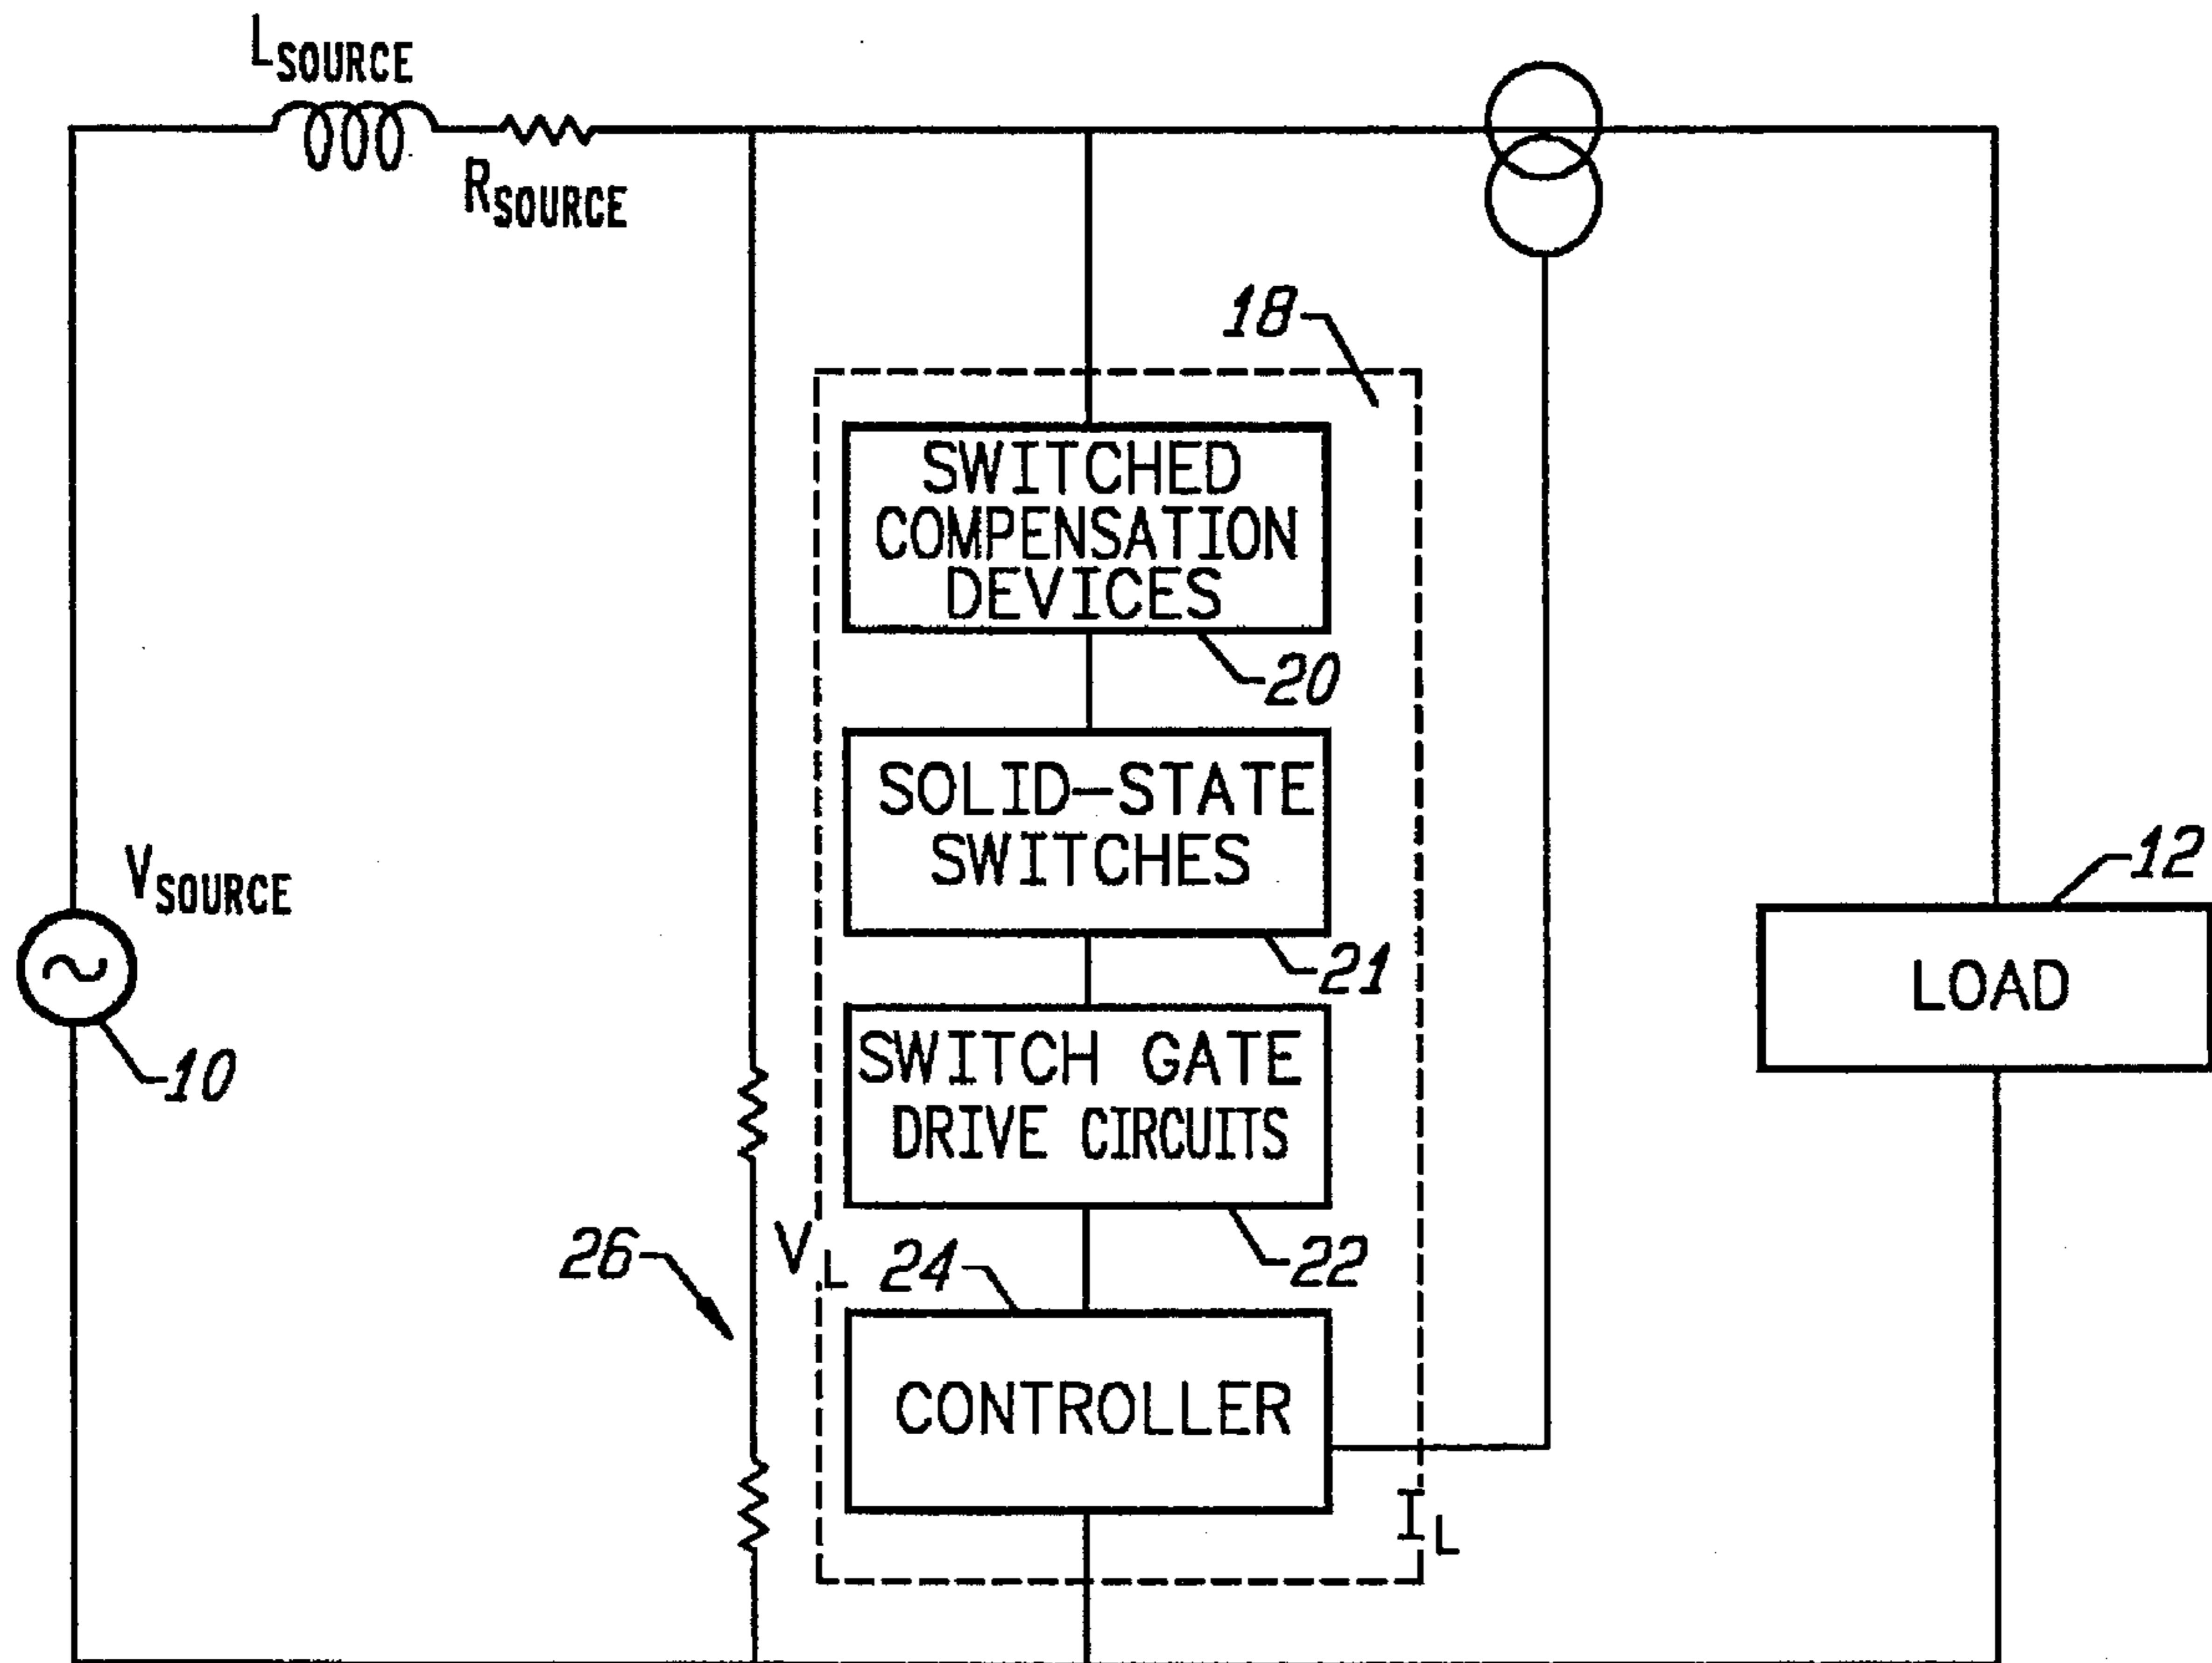 LSOURCE
RSOURCE
18
SWITCHED
COMPENSATION
DEVICES
20
SOLID-STATE
SWITCHES
21
VSOURCE
10
12
LOAD
SWITCH GATE
DRIVE CIRCUITS
22
26
VL
24
CONTROLLER
IL